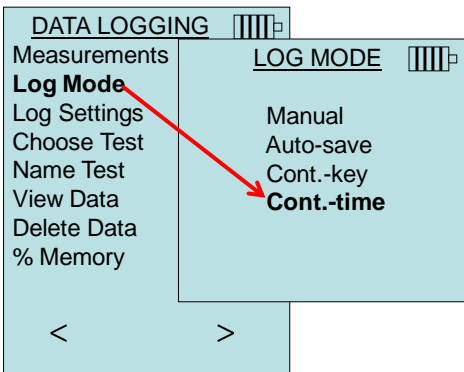 DATA LOGGING
Measurements
Log Mode
Log Settings
Choose Test
Name Test
View Data
Delete Data
% Memory
< >
LOG MODE
Manual
Auto-save
Cont.-key
Cont.-time